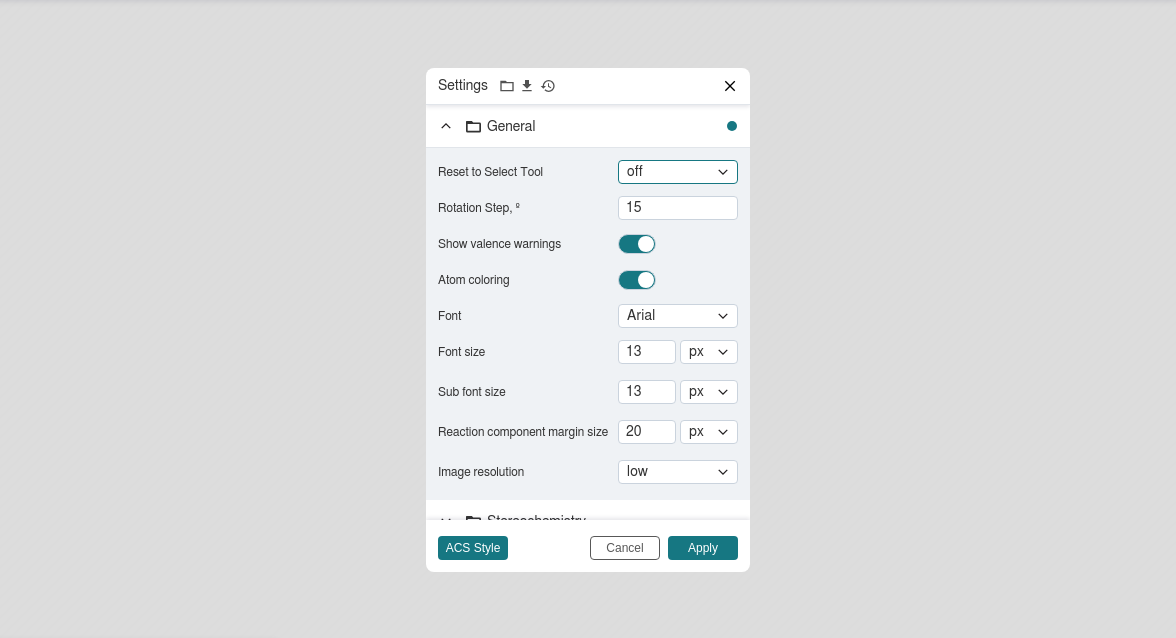 Settings
General
Reset to Select Tool off
Rotation Step, º 15
Show valence warnings
Atom coloring
Font Arial
Font size 13 px
Sub font size 13 px
Reaction component margin size 20 px
Image resolution low
Stereochemistry
ACS Style Cancel Apply